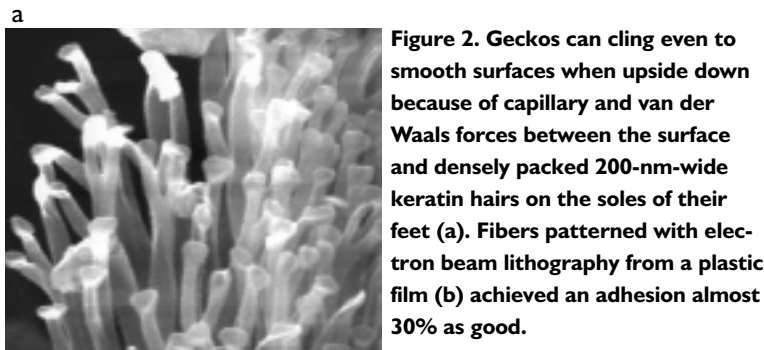 a
Figure 2. Geckos can cling even to
smooth surfaces when upside down
because of capillary and van der
Waals forces between the surface
and densely packed 200-nm-wide
keratin hairs on the soles of their
feet (a). Fibers patterned with elec-
tron beam lithography from a plastic
film (b) achieved an adhesion almost
30% as good.